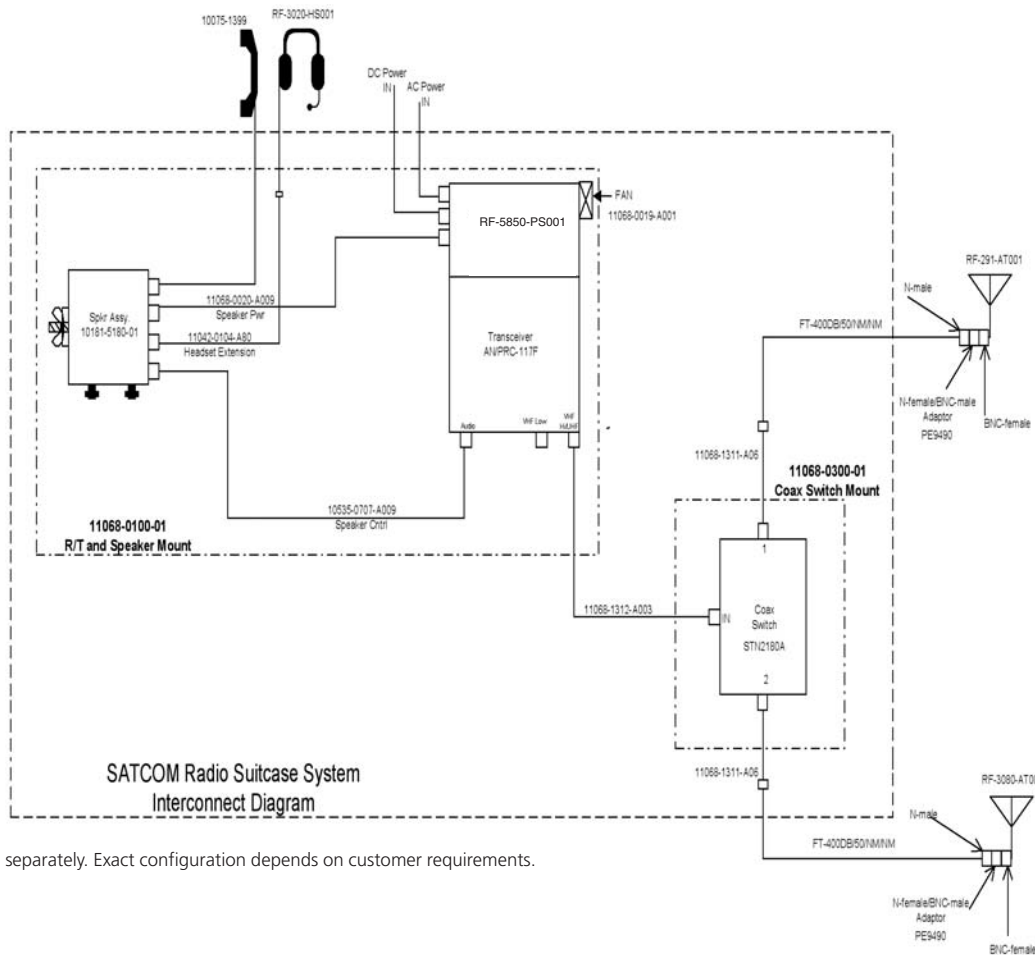 10075-1399
RF-3020-HS001
DC Power
IN
AC Power
IN
RF-5850-PS001
FAN
11068-0019-A001
Spkr Assy.
10181-5180-01
11068-0020-A009
Speaker Pwr
11042-0104-A80
Headset Extension
Transceiver
AN/PRC-117F
Audio
VHF Low
VHF
Hi/UHF
10535-0707-A009
Speaker Cntrl
11068-0100-01
R/T and Speaker Mount
RF-291-AT001
N-male
FT-400DB/50/NM/NM
N-female/BNC-male
Adaptor
PE9490
BNC-female
11068-1311-A06
11068-0300-01
Coax Switch Mount
1
11068-1312-A003
IN
Coax
Switch
STN2180A
2
11068-1311-A06
SATCOM Radio Suitcase System
Interconnect Diagram
RF-3080-AT00
N-male
FT-400DB/50/NM/NM
N-female/BNC-male
Adaptor
PE9490
BNC-female
separately. Exact configuration depends on customer requirements.